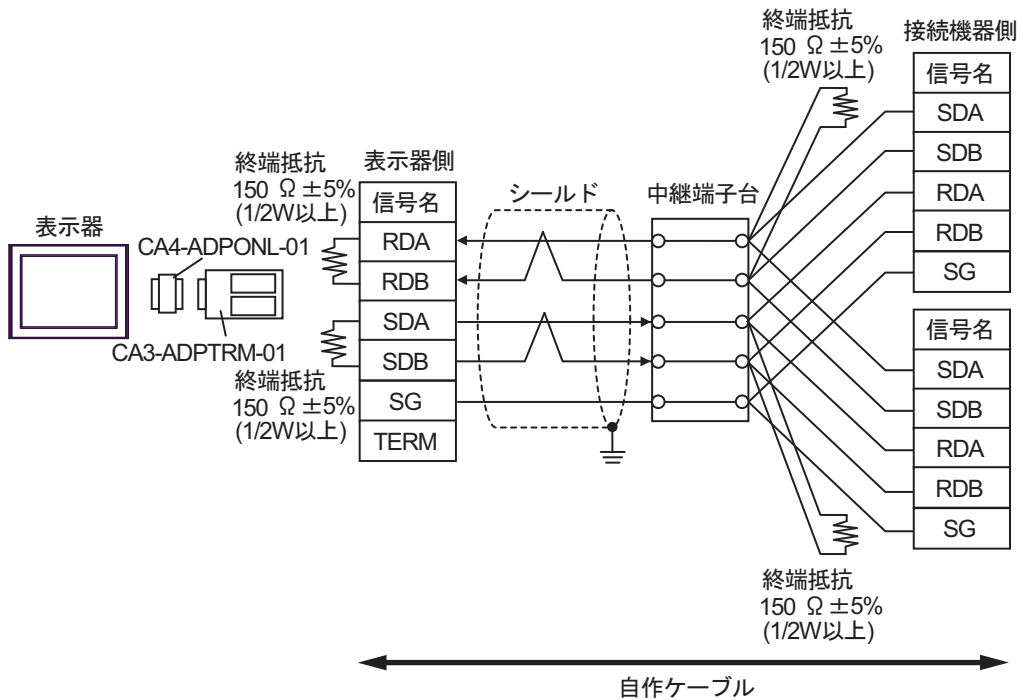 表示器
CA4-ADPONL-01
CA3-ADPTRM-01
終端抵抗
150 Ω ±5%
(1/2W以上)
終端抵抗
150 Ω ±5%
(1/2W以上)
表示器側
信号名
RDA
RDB
SDA
SDB
SG
TERM
シールド
中継端子台
終端抵抗
150 Ω ±5%
(1/2W以上)
終端抵抗
150 Ω ±5%
(1/2W以上)
接続機器側
信号名
SDA
SDB
RDA
RDB
SG
信号名
SDA
SDB
RDA
RDB
SG
自作ケーブル